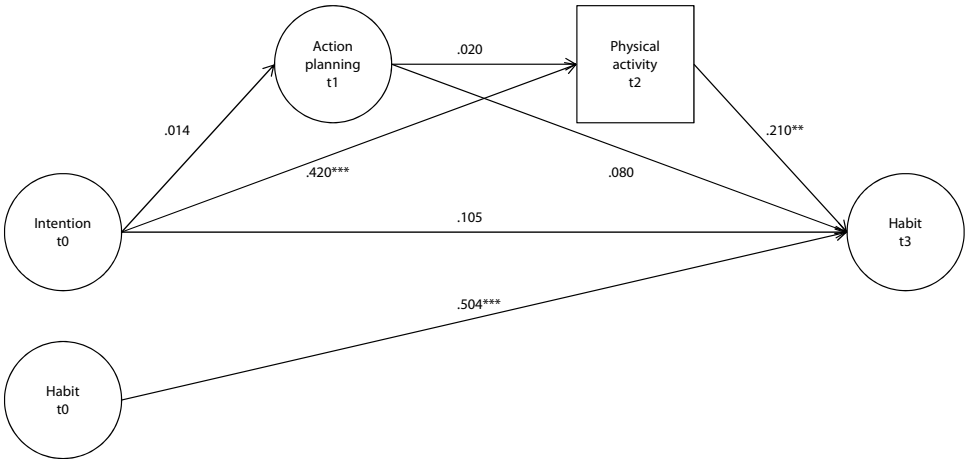 Action
planning
t1
.020
Physical
activity
t2
.014
.210**
.420***
.080
Intention
t0
.105
Habit
t3
.504***
Habit
t0